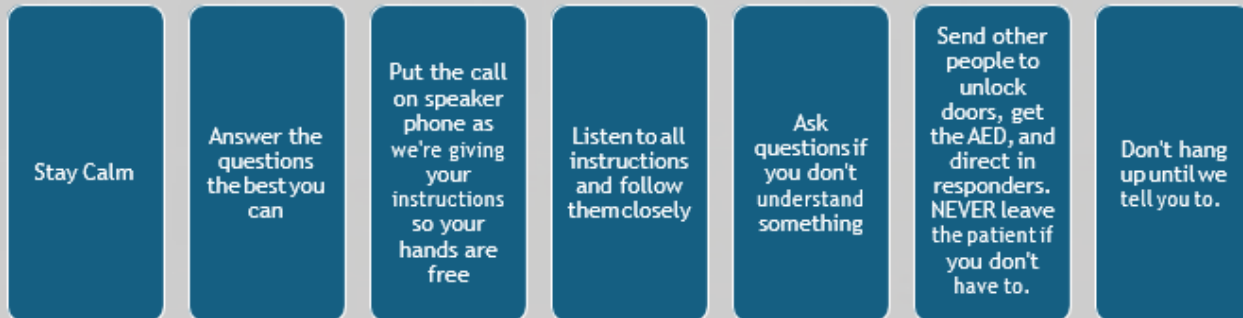 Stay Calm
Answer the
questions
the best you
can
Put the call
on speaker
phone as
we're giving
your
instructions
so your
hands are
free
Listen to all
instructions
and follow
them closely
Ask
questions if
you don't
understand
something
Send other
people to
unlock
doors, get
the AED, and
direct in
responders.
NEVER leave
the patient if
you don't
have to.
Don't hang
up until we
tell you to.